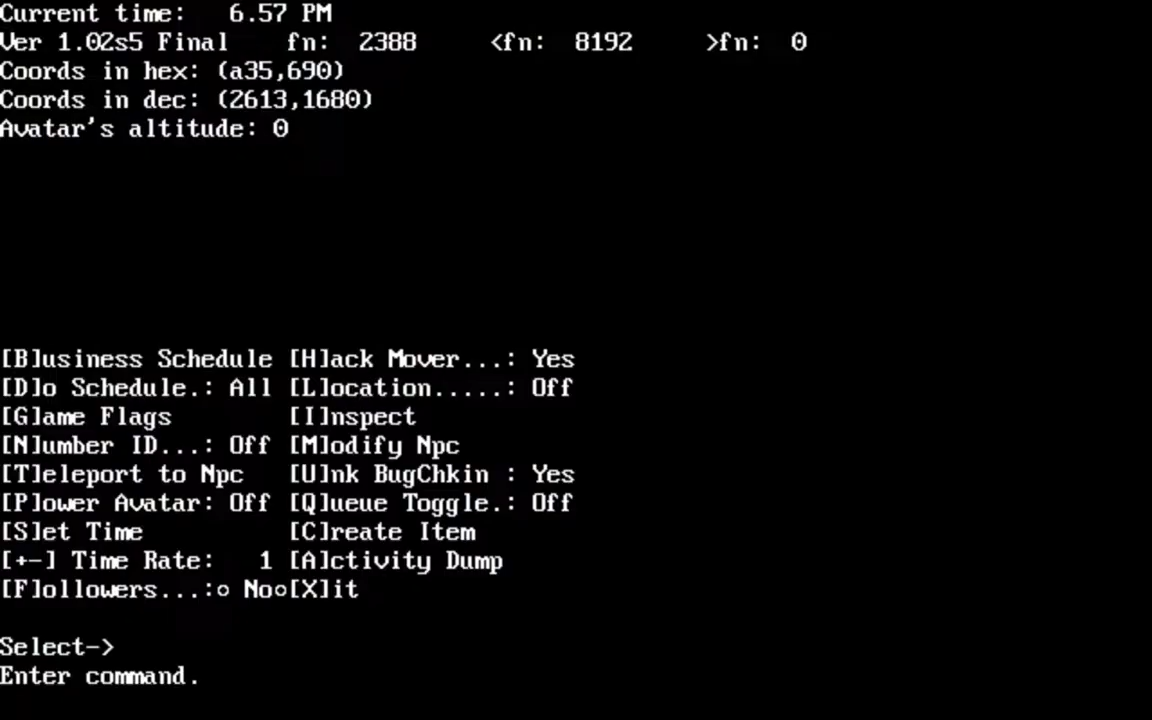 Current time:   6.57 PM
Ver 1.02s5 Final    fn:  2388     <fn:  8192     >fn:  0
Coords in hex: (a35,690)
Coords in dec: (2613,1680)
Avatar's altitude: 0
[B]usiness Schedule [H]ack Mover...: Yes
[D]o Schedule.: All [L]ocation.....: Off
[G]ame Flags        [I]nspect
[N]umber ID...: Off [M]odify Npc
[T]eleport to Npc   [U]nk BugChkin : Yes
[P]ower Avatar: Off [Q]ueue Toggle.: Off
[S]et Time          [C]reate Item
[+-] Time Rate:   1 [A]ctivity Dump
[F]ollowers...:○ No○[X]it
Select->
Enter command.